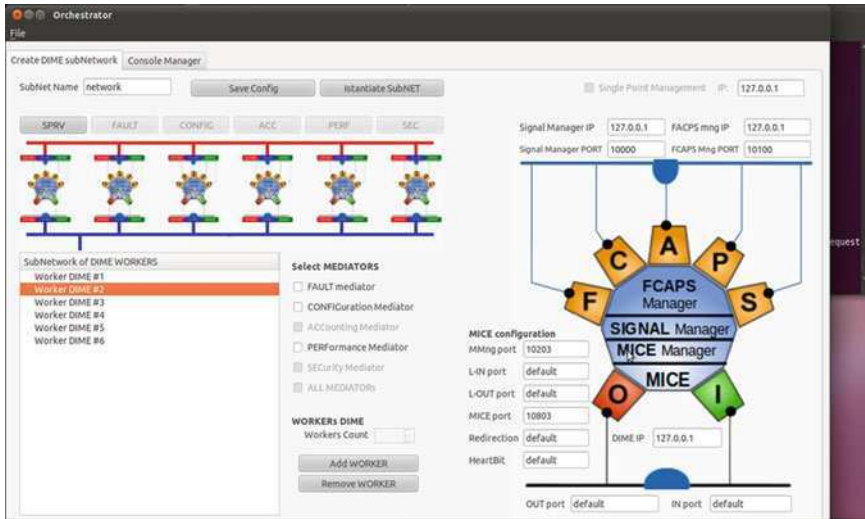 Orchestrator
File
Create DIME subNetwork Console Manager
SubNet Name network Save Config Istantiate SubNET Single Point Management IP: 127.0.0.1
SPRV FAULT CONFIG ACC PERF SEC
Signal Manager IP 127.0.0.1 FACPS mng IP 127.0.0.1
Signal Manager PORT 10000 FCAPS Mng PORT 10100
SubNetwork of DIME WORKERS
Worker DIME #1
Worker DIME #2
Worker DIME #3
Worker DIME #4
Worker DIME #5
Worker DIME #6
Select MEDIATORS
FAULT mediator
CONFIGuration Mediator
ACCounting Mediator
PERFormance Mediator
SECurity Mediator
ALL MEDIATORs
WORKERs DIME
Workers Count
Add WORKER
Remove WORKER
F C A P S
FCAPS
Manager
SIGNAL Manager
MICE Manager
MICE
O I
MICE configuration
MMng port 10203
L-IN port default
L-OUT port default
MICE port 10803
Redirection default
HeartBit default
DIME IP 127.0.0.1
OUT port default IN port default
equest